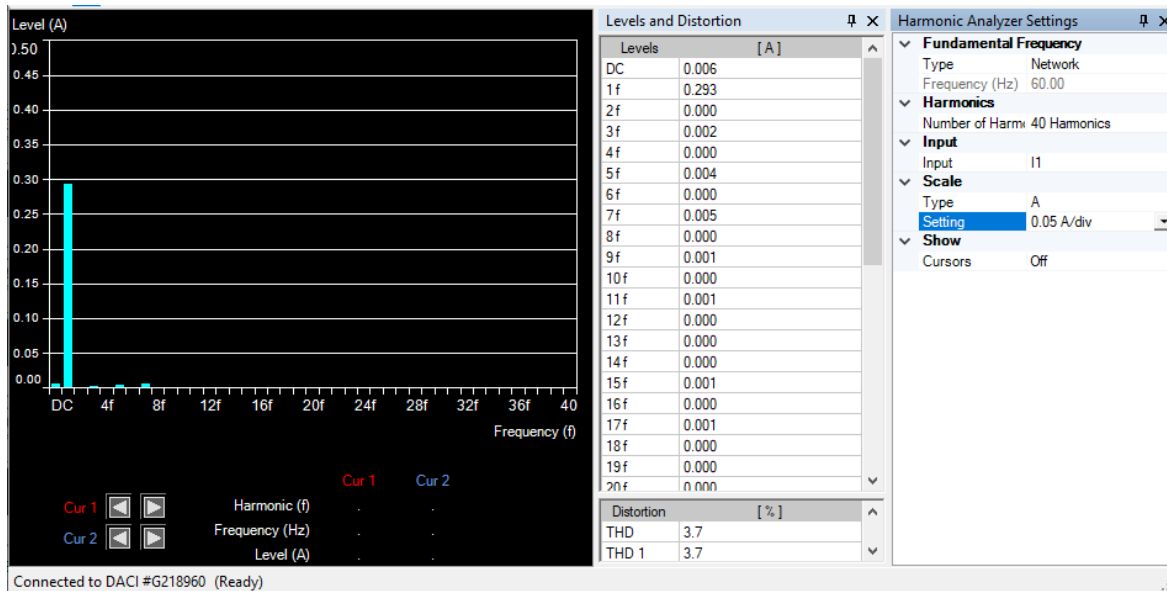 Level (A)
0.50
0.45
0.40
0.35
0.30
0.25
0.20
0.15
0.10
0.05
0.00
DC 4f 8f 12f 16f 20f 24f 28f 32f 36f 40
Frequency (f)
Cur 1 Cur 2
Cur 1 Harmonic (f) . .
Cur 2 Frequency (Hz) . .
Level (A) . .
Levels and Distortion
Levels [ A ]
DC 0.006
1 f 0.293
2 f 0.000
3 f 0.002
4 f 0.000
5 f 0.004
6 f 0.000
7 f 0.005
8 f 0.000
9 f 0.001
10 f 0.000
11 f 0.001
12 f 0.000
13 f 0.000
14 f 0.000
15 f 0.001
16 f 0.000
17 f 0.001
18 f 0.000
19 f 0.000
20 f 0.000
Distortion [ % ]
THD 3.7
THD 1 3.7
Harmonic Analyzer Settings
Fundamental Frequency
Type Network
Frequency (Hz) 60.00
Harmonics
Number of Harmo 40 Harmonics
Input
Input I1
Scale
Type A
Setting 0.05 A/div
Show
Cursors Off
Connected to DACI #G218960 (Ready)